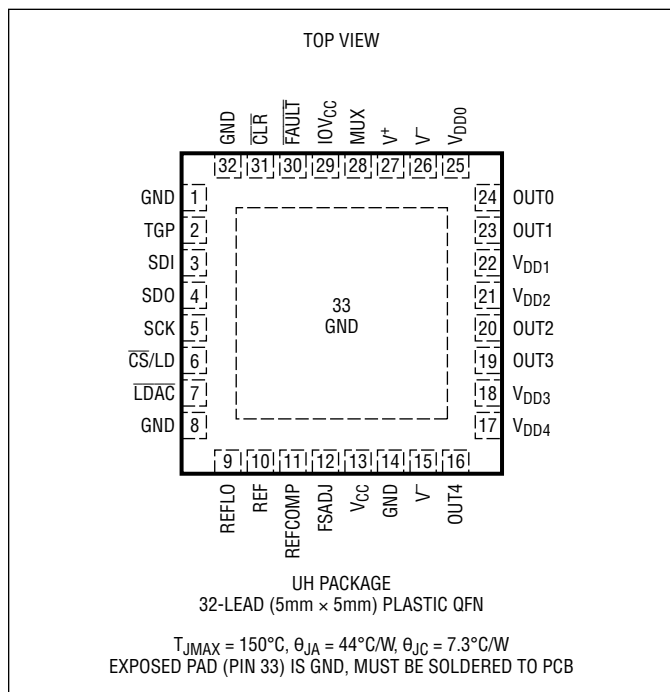 TOP VIEW
GND
C̅L̅R̅
F̅A̅U̅L̅T̅
IOVCC
MUX
V+
V–
VDD0
32 31 30 29 28 27 26 25
GND 1
TGP 2
SDI 3
SDO 4
SCK 5
C̅S̅/LD 6
L̅D̅A̅C̅ 7
GND 8
33
GND
24 OUT0
23 OUT1
22 VDD1
21 VDD2
20 OUT2
19 OUT3
18 VDD3
17 VDD4
9 10 11 12 13 14 15 16
REFLO
REF
REFCOMP
FSADJ
VCC
GND
V–
OUT4
UH PACKAGE
32-LEAD (5mm × 5mm) PLASTIC QFN
TJMAX = 150°C, θJA = 44°C/W, θJC = 7.3°C/W
EXPOSED PAD (PIN 33) IS GND, MUST BE SOLDERED TO PCB